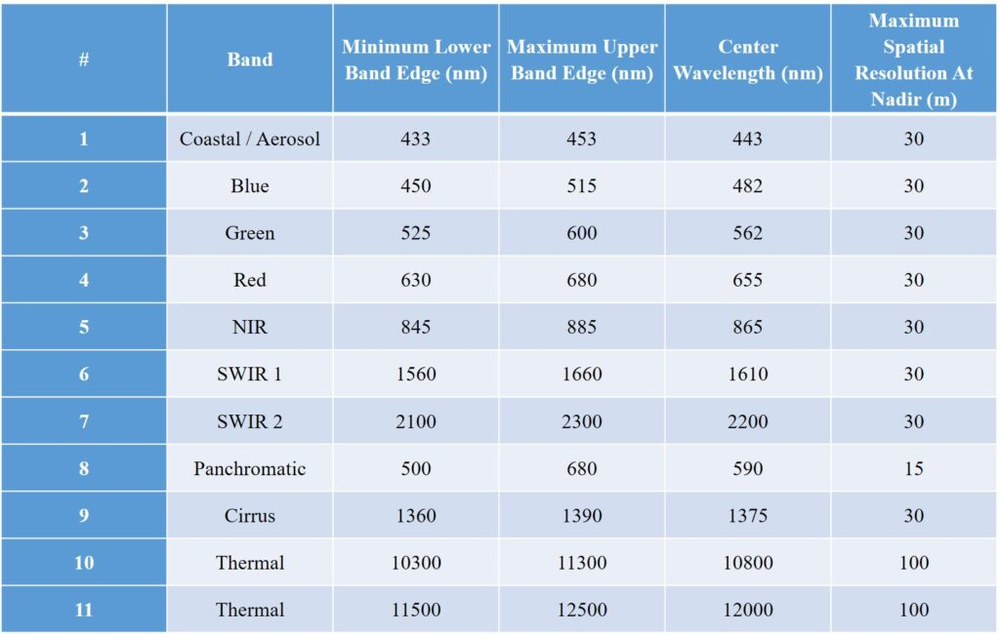 # Band Minimum Lower Band Edge (nm) Maximum Upper Band Edge (nm) Center Wavelength (nm) Maximum Spatial Resolution At Nadir (m)
1 Coastal / Aerosol 433 453 443 30
2 Blue 450 515 482 30
3 Green 525 600 562 30
4 Red 630 680 655 30
5 NIR 845 885 865 30
6 SWIR 1 1560 1660 1610 30
7 SWIR 2 2100 2300 2200 30
8 Panchromatic 500 680 590 15
9 Cirrus 1360 1390 1375 30
10 Thermal 10300 11300 10800 100
11 Thermal 11500 12500 12000 100